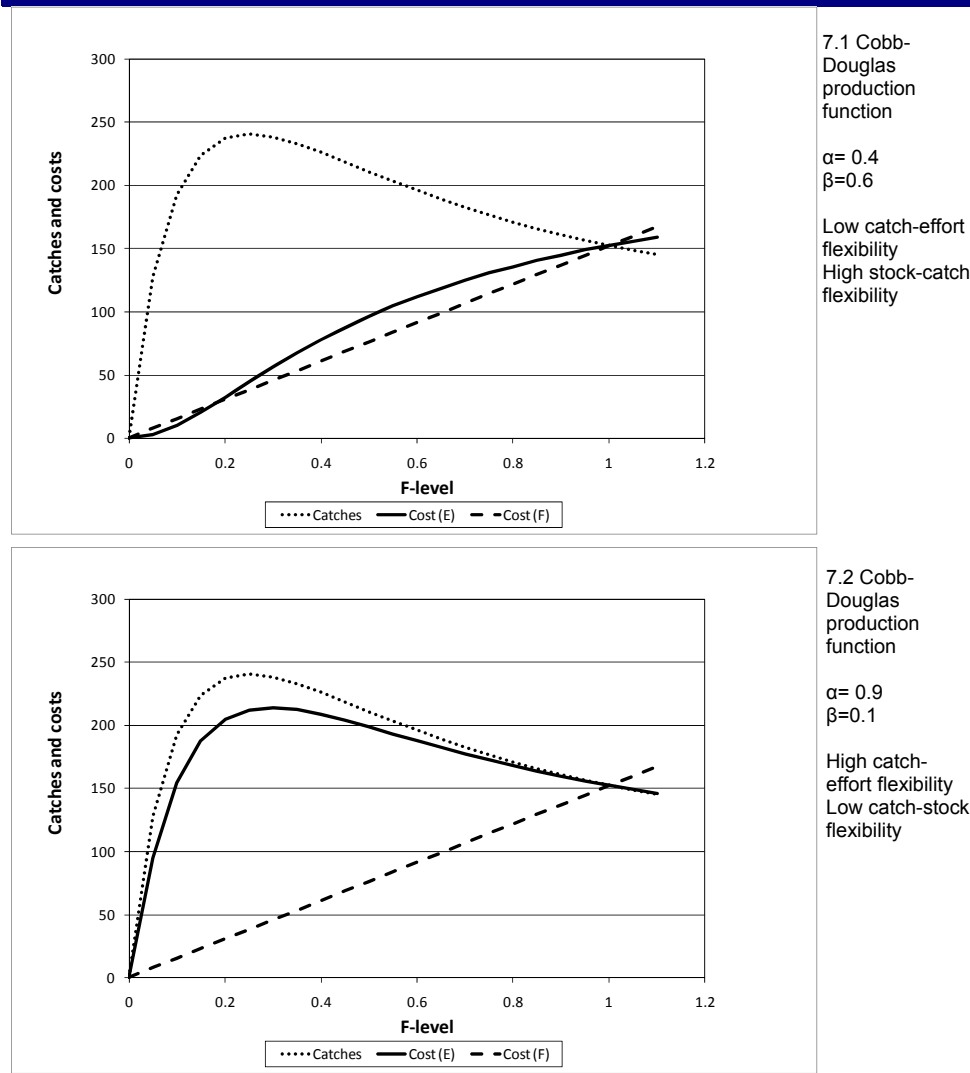 300
250
200
150
100
50
0
Catches and costs
0 0.2 0.4 0.6 0.8 1 1.2
F-level
Catches Cost (E) Cost (F)
7.1 Cobb-
Douglas
production
function
α= 0.4
β=0.6
Low catch-effort
flexibility
High stock-catch
flexibility
300
250
200
150
100
50
0
Catches and costs
0 0.2 0.4 0.6 0.8 1 1.2
F-level
Catches Cost (E) Cost (F)
7.2 Cobb-
Douglas
production
function
α= 0.9
β=0.1
High catch-
effort flexibility
Low catch-stock
flexibility